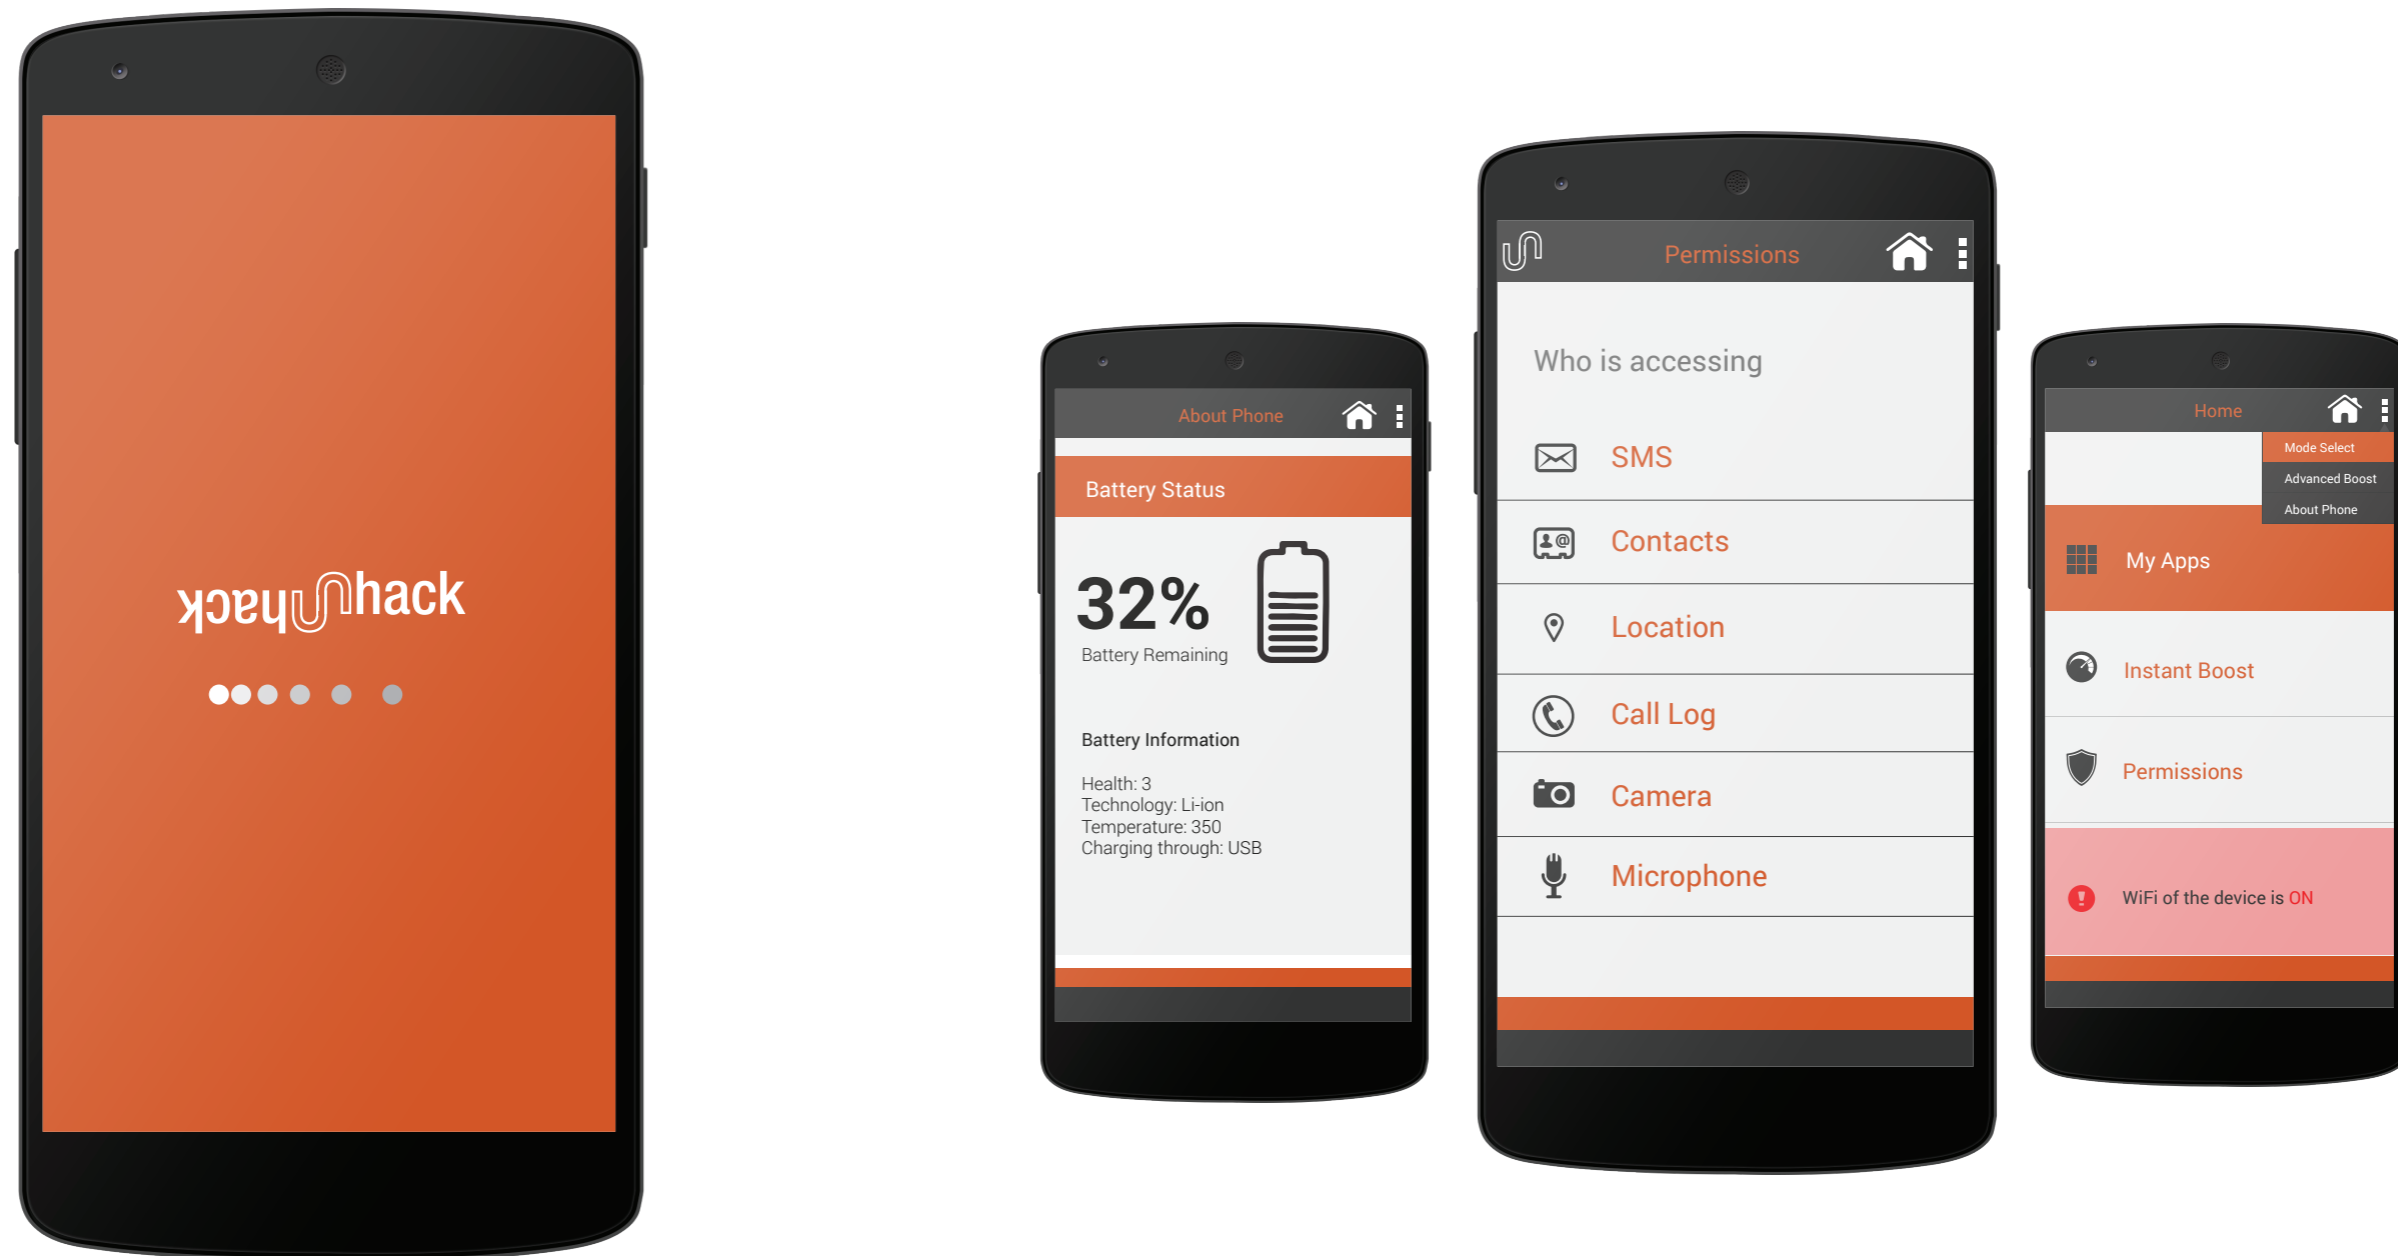 hackunhack
About Phone
Battery Status
32%
Battery Remaining
Battery Information
Health: 3
Technology: Li-ion
Temperature: 350
Charging through: USB
un
Permissions
Who is accessing
SMS
Contacts
Location
Call Log
Camera
Microphone
Home
Mode Select
Advanced Boost
About Phone
My Apps
Instant Boost
Permissions
WiFi of the device is ON